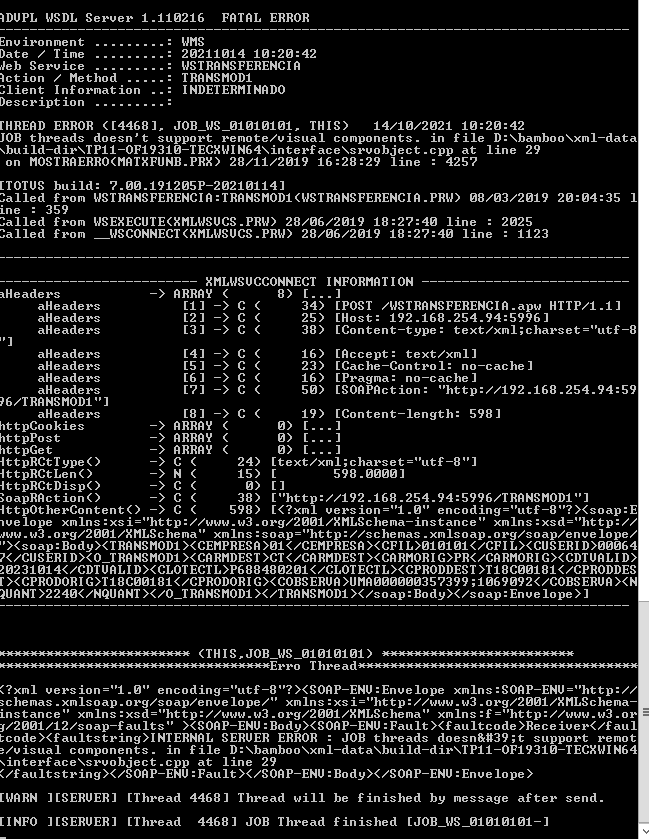 ADVPL WSDL Server 1.110216  FATAL ERROR
-------------------------------------------------------------------------------
Environment .........: WMS
Date / Time .........: 20211014 10:20:42
Web Service .........: WSTRANSFERENCIA
Action / Method .....: TRANSMOD1
Client Information ..: INDETERMINADO
Description .........:
THREAD ERROR ([4468], JOB_WS_01010101, THIS)   14/10/2021 10:20:42
JOB threads doesn't support remote/visual components. in file D:\bamboo\xml-data
\build-dir\TP11-OF19310-TECXWIN64\interface\srvobject.cpp at line 29
 on MOSTRAERRO(MATXFUNB.PRX) 28/11/2019 16:28:29 line : 4257
[TOTVS build: 7.00.191205P-20210114]
Called from WSTRANSFERENCIA:TRANSMOD1(WSTRANSFERENCIA.PRW) 08/03/2019 20:04:35 l
ine : 359
Called from WSEXECUTE(XMLWSVCS.PRW) 28/06/2019 18:27:40 line : 2025
Called from __WSCONNECT(XMLWSVCS.PRW) 28/06/2019 18:27:40 line : 1123
-------------------------------------------------------------------------------
-------------------------- XMLWSVCCONNECT INFORMATION --------------------------
aHeaders           -> ARRAY (      8) [...]
     aHeaders          [1] -> C (     34) [POST /WSTRANSFERENCIA.apw HTTP/1.1]
     aHeaders          [2] -> C (     25) [Host: 192.168.254.94:5996]
     aHeaders          [3] -> C (     38) [Content-type: text/xml;charset="utf-8
"]
     aHeaders          [4] -> C (     16) [Accept: text/xml]
     aHeaders          [5] -> C (     23) [Cache-Control: no-cache]
     aHeaders          [6] -> C (     16) [Pragma: no-cache]
     aHeaders          [7] -> C (     50) [SOAPAction: "http://192.168.254.94:59
96/TRANSMOD1"]
     aHeaders          [8] -> C (     19) [Content-length: 598]
httpCookies        -> ARRAY (      0) [...]
httpPost           -> ARRAY (      0) [...]
httpGet            -> ARRAY (      0) [...]
HttpRCtType()      -> C (     24) [text/xml;charset="utf-8"]
HttpRCtLen()       -> N (     15) [       598.0000]
HttpRCtDisp()      -> C (      0) []
SoapRAction()      -> C (     38) ["http://192.168.254.94:5996/TRANSMOD1"]
HttpOtherContent() -> C (    598) [<?xml version="1.0" encoding="utf-8"?><soap:E
nvelope xmlns:xsi="http://www.w3.org/2001/XMLSchema-instance" xmlns:xsd="http://
www.w3.org/2001/XMLSchema" xmlns:soap="http://schemas.xmlsoap.org/soap/envelope/
"><soap:Body><TRANSMOD1><CEMPRESA>01</CEMPRESA><CFIL>010101</CFIL><CUSERID>00064
7</CUSERID><O_TRANSMOD1><CARMDEST>CT</CARMDEST><CARMORIG>PR</CARMORIG><CDTVALID>
20231014</CDTVALID><CLOTECTL>P688480201</CLOTECTL><CPRODDEST>T18C00181</CPRODDES
T><CPRODORIG>T18C00181</CPRODORIG><COBSERVA>UMA000000357399;1069092</COBSERVA><N
QUANT>2240</NQUANT></O_TRANSMOD1></TRANSMOD1></soap:Body></soap:Envelope>]
-------------------------------------------------------------------------------
************************ (THIS,JOB_WS_01010101) ************************
**********************************Erro Thread***********************************
<?xml version="1.0" encoding="utf-8"?><SOAP-ENV:Envelope xmlns:SOAP-ENV="http://
schemas.xmlsoap.org/soap/envelope/" xmlns:xsi="http://www.w3.org/2001/XMLSchema-
instance" xmlns:xsd="http://www.w3.org/2001/XMLSchema" xmlns:f="http://www.w3.or
g/2001/12/soap-faults" ><SOAP-ENV:Body><SOAP-ENV:Fault><faultcode>Receiver</faul
tcode><faultstring>INTERNAL SERVER ERROR : JOB threads doesn&#39;t support remot
e/visual components. in file D:\bamboo\xml-data\build-dir\TP11-OF19310-TECXWIN64
\interface\srvobject.cpp at line 29
</faultstring></SOAP-ENV:Fault></SOAP-ENV:Body></SOAP-ENV:Envelope>
[WARN ][SERVER] [Thread 4468] Thread will be finished by message after send.
[INFO ][SERVER] [Thread  4468] JOB Thread finished [JOB_WS_01010101-]